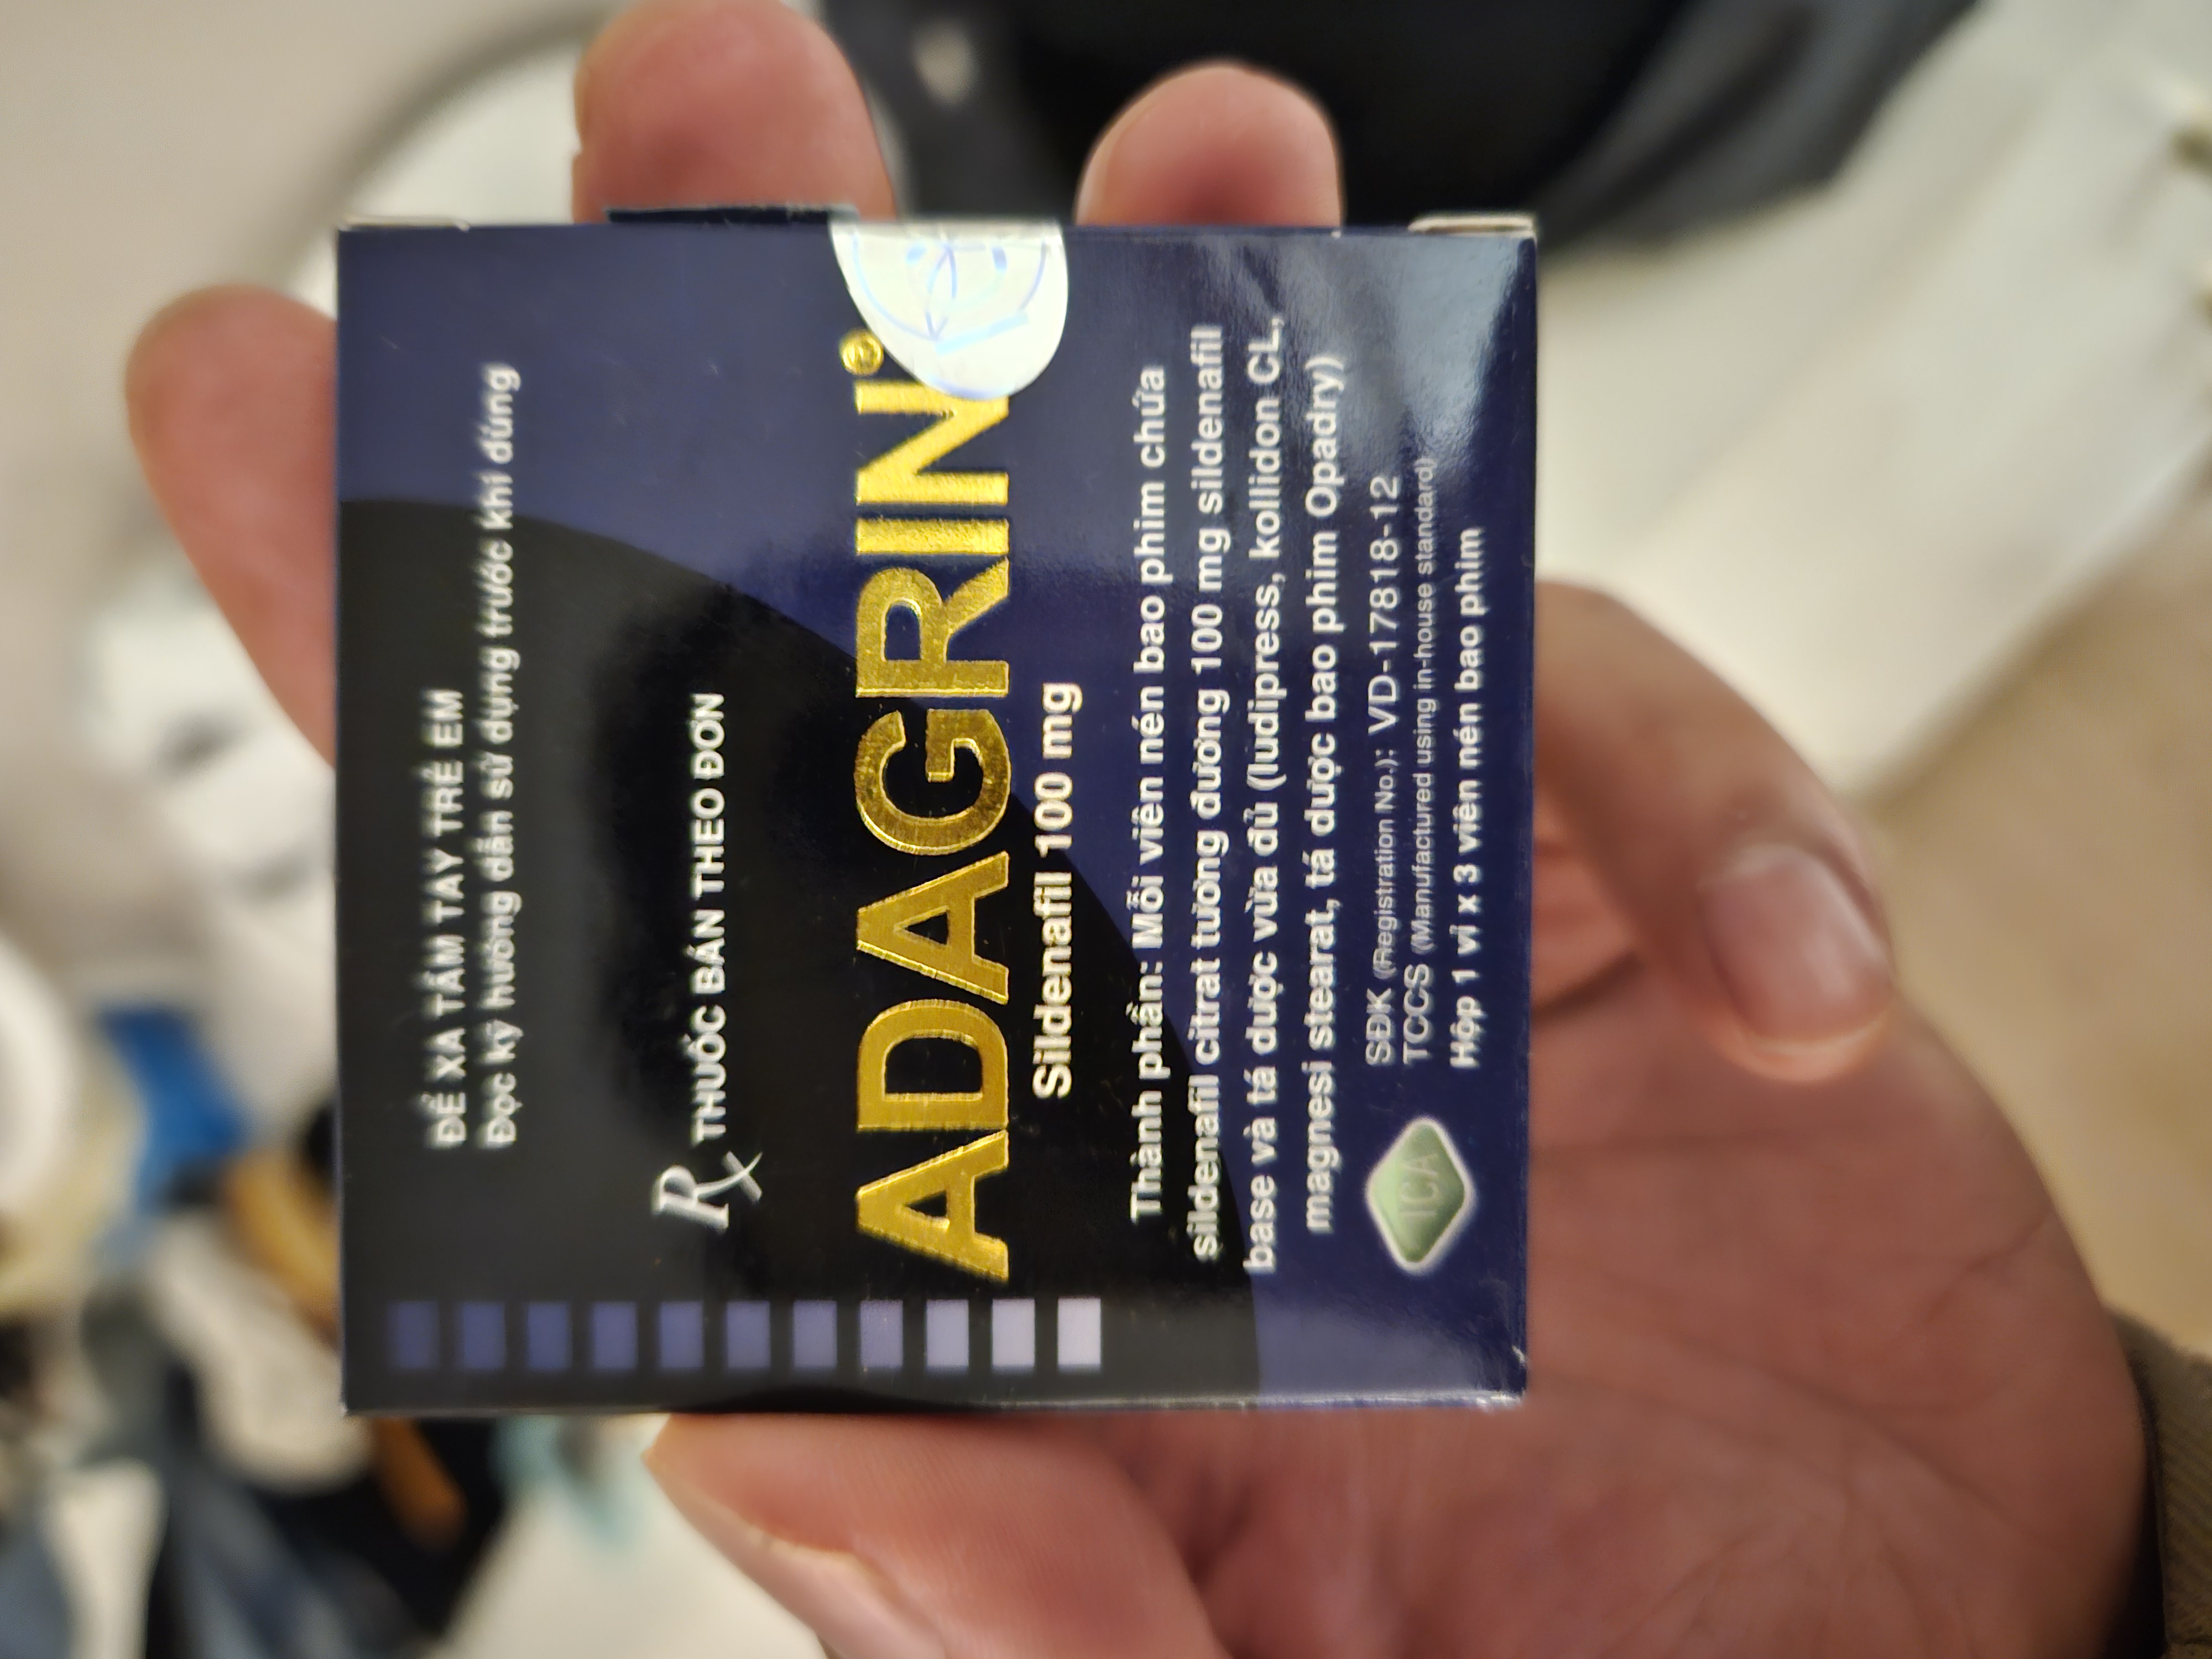 ĐỂ XA TẦM TAY TRẺ EM
Đọc kỹ hướng dẫn sử dụng trước khi dùng
Rx THUỐC BÁN THEO ĐƠN
ADAGRIN®
Sildenafil 100 mg
Thành phần: Mỗi viên nén bao phim chứa
sildenafil citrat tương đương 100 mg sildenafil
base và tá dược vừa đủ (ludipress, kollidon CL,
magnesi stearat, tá dược bao phim Opadry)
SĐK (Registration No.): VD-17818-12
TCCS (Manufactured using in-house standard)
Hộp 1 vỉ x 3 viên nén bao phim
ICA